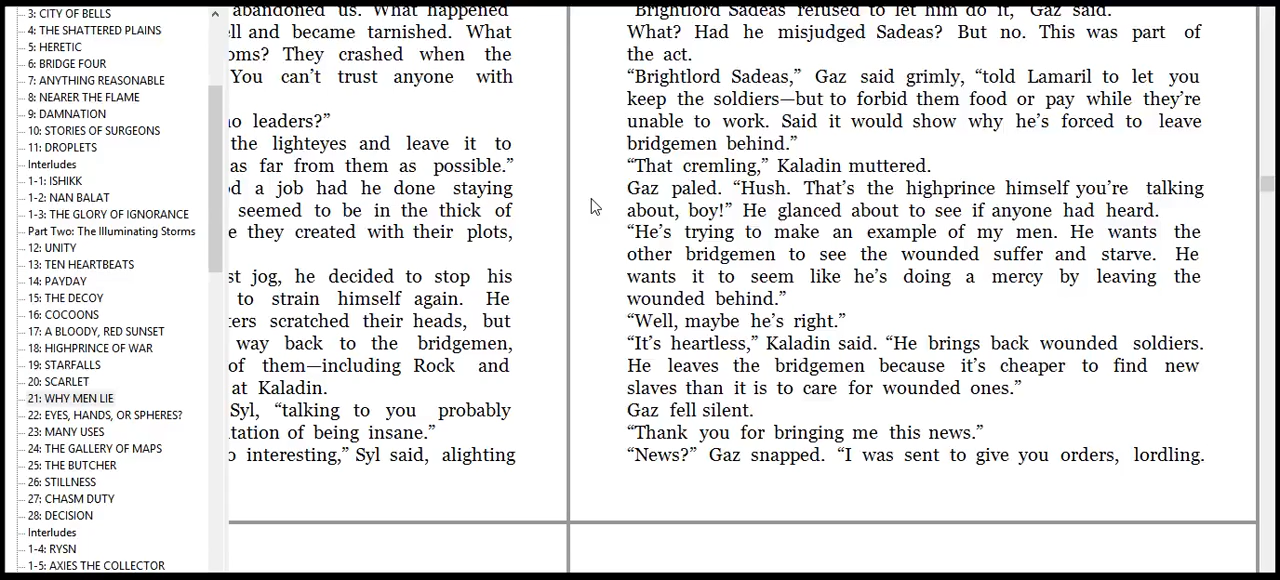 3: CITY OF BELLS
4: THE SHATTERED PLAINS
5: HERETIC
6: BRIDGE FOUR
7: ANYTHING REASONABLE
8: NEARER THE FLAME
9: DAMNATION
10: STORIES OF SURGEONS
11: DROPLETS
Interludes
1-1: ISHIKK
1-2: NAN BALAT
1-3: THE GLORY OF IGNORANCE
Part Two: The Illuminating Storms
12: UNITY
13: TEN HEARTBEATS
14: PAYDAY
15: THE DECOY
16: COCOONS
17: A BLOODY, RED SUNSET
18: HIGHPRINCE OF WAR
19: STARFALLS
20: SCARLET
21: WHY MEN LIE
22: EYES, HANDS, OR SPHERES?
23: MANY USES
24: THE GALLERY OF MAPS
25: THE BUTCHER
26: STILLNESS
27: CHASM DUTY
28: DECISION
Interludes
1-4: RYSN
1-5: AXIES THE COLLECTOR
abandoned us. What happened
ell and became tarnished. What
oms? They crashed when the
You can’t trust anyone with
no leaders?”
the lighteyes and leave it to
as far from them as possible.”
d a job had he done staying
seemed to be in the thick of
e they created with their plots,
st jog, he decided to stop his
to strain himself again. He
ters scratched their heads, but
way back to the bridgemen,
of them—including Rock and
at Kaladin.
Syl, “talking to you probably
tation of being insane.”
o interesting,” Syl said, alighting
“Brightlord Sadeas refused to let him do it,” Gaz said.
What? Had he misjudged Sadeas? But no. This was part of
the act.
“Brightlord Sadeas,” Gaz said grimly, “told Lamaril to let you
keep the soldiers—but to forbid them food or pay while they’re
unable to work. Said it would show why he’s forced to leave
bridgemen behind.”
“That cremling,” Kaladin muttered.
Gaz paled. “Hush. That’s the highprince himself you’re talking
about, boy!” He glanced about to see if anyone had heard.
“He’s trying to make an example of my men. He wants the
other bridgemen to see the wounded suffer and starve. He
wants it to seem like he’s doing a mercy by leaving the
wounded behind.”
“Well, maybe he’s right.”
“It’s heartless,” Kaladin said. “He brings back wounded soldiers.
He leaves the bridgemen because it’s cheaper to find new
slaves than it is to care for wounded ones.”
Gaz fell silent.
“Thank you for bringing me this news.”
“News?” Gaz snapped. “I was sent to give you orders, lordling.